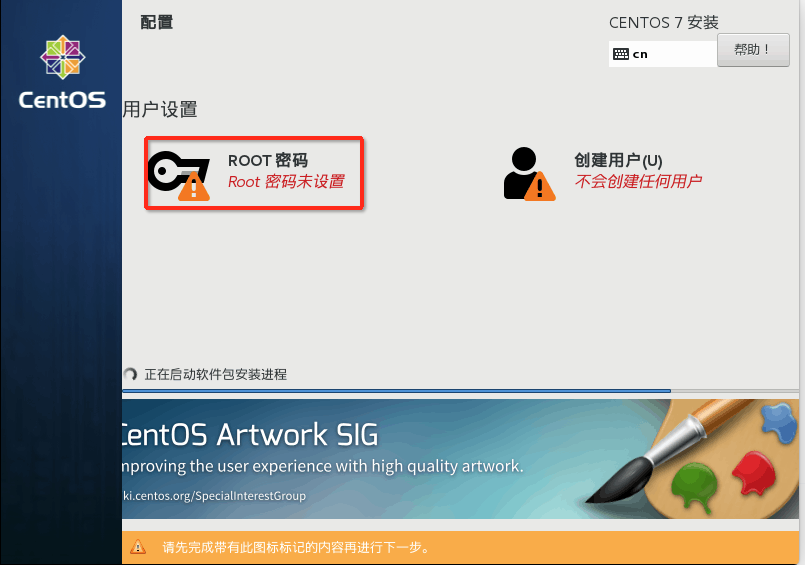 配置
CENTOS 7 安装
cn
帮助！
CentOS
用户设置
ROOT 密码
Root 密码未设置
创建用户(U)
不会创建任何用户
正在启动软件包安装进程
CentOS Artwork SIG
mproving the user experience with high quality artwork.
ki.centos.org/SpecialInterestGroup
请先完成带有此图标标记的内容再进行下一步。